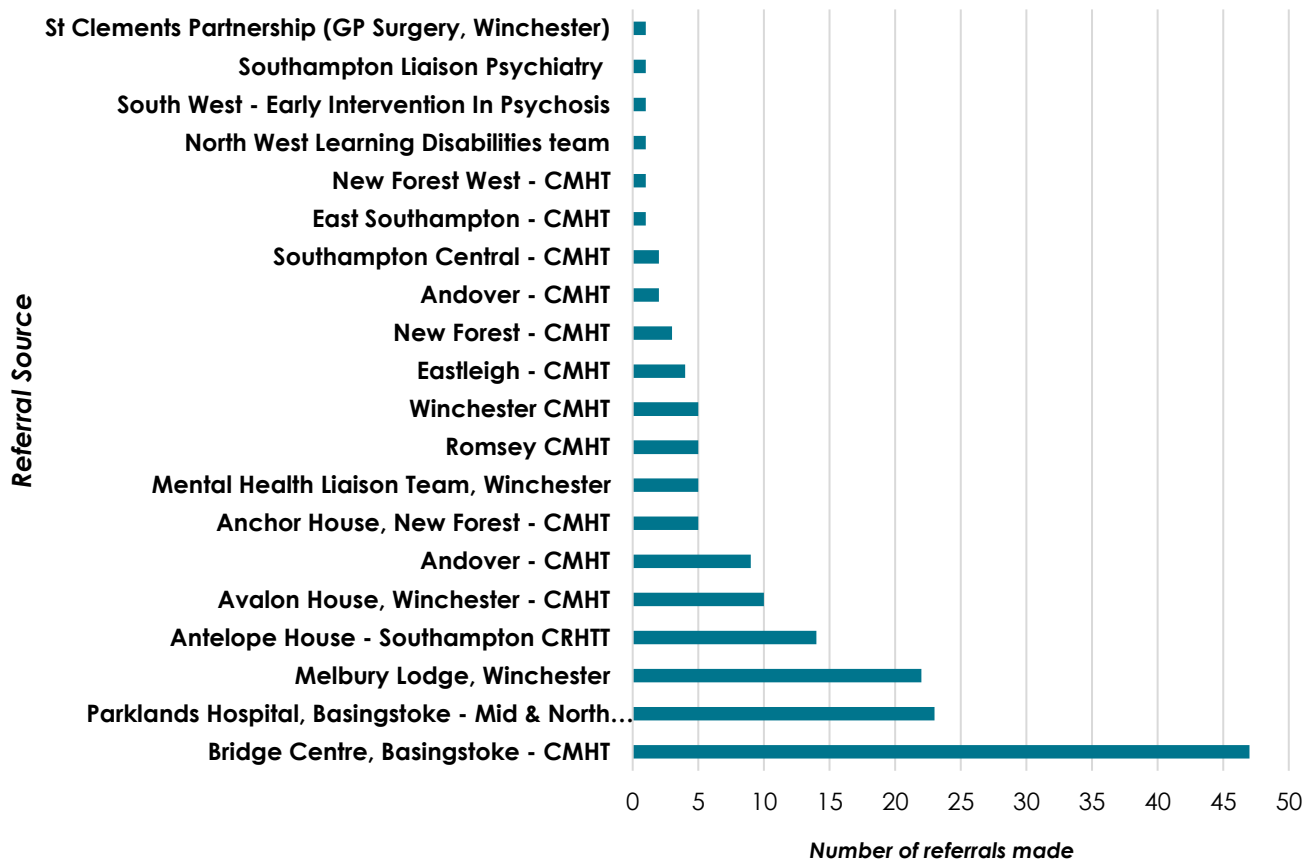 St Clements Partnership (GP Surgery, Winchester)
Southampton Liaison Psychiatry
South West - Early Intervention In Psychosis
North West Learning Disabilities team
New Forest West - CMHT
East Southampton - CMHT
Southampton Central - CMHT
Andover - CMHT
New Forest - CMHT
Eastleigh - CMHT
Winchester CMHT
Romsey CMHT
Mental Health Liaison Team, Winchester
Anchor House, New Forest - CMHT
Andover - CMHT
Avalon House, Winchester - CMHT
Antelope House - Southampton CRHTT
Melbury Lodge, Winchester
Parklands Hospital, Basingstoke - Mid & North…
Bridge Centre, Basingstoke - CMHT
Referral Source
0 5 10 15 20 25 30 35 40 45 50
Number of referrals made